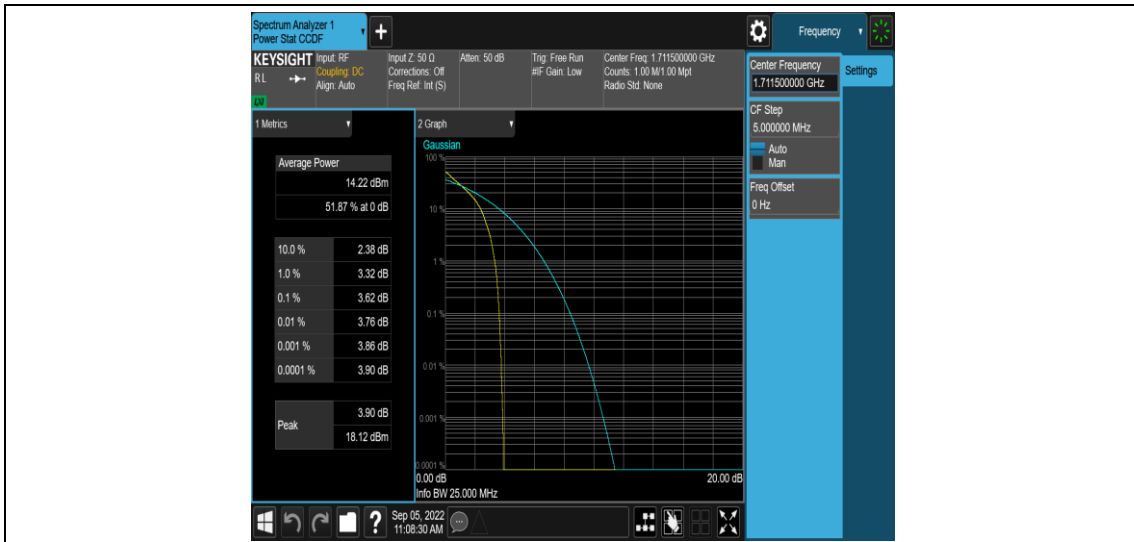 Spectrum Analyzer 1
Power Stat CCDF
+
Frequency
KEYSIGHT
RL
LXI
Input: RF
Coupling: DC
Align: Auto
Input Z: 50 Ω
Corrections: Off
Freq Ref: Int (S)
Atten: 50 dB
Trig: Free Run
#IF Gain: Low
Center Freq: 1.711500000 GHz
Counts: 1.00 M/1.00 Mpt
Radio Std: None
Center Frequency
1.711500000 GHz
Settings
CF Step
5.000000 MHz
Auto
Man
Freq Offset
0 Hz
1 Metrics
Average Power
14.22 dBm
51.87 % at 0 dB
10.0 % 2.38 dB
1.0 % 3.32 dB
0.1 % 3.62 dB
0.01 % 3.76 dB
0.001 % 3.86 dB
0.0001 % 3.90 dB
Peak
3.90 dB
18.12 dBm
2 Graph
Gaussian
100 %
10 %
1 %
0.1 %
0.01 %
0.001 %
0.0001 %
0.00 dB 20.00 dB
Info BW 25.000 MHz
?
Sep 05, 2022
11:08:30 AM